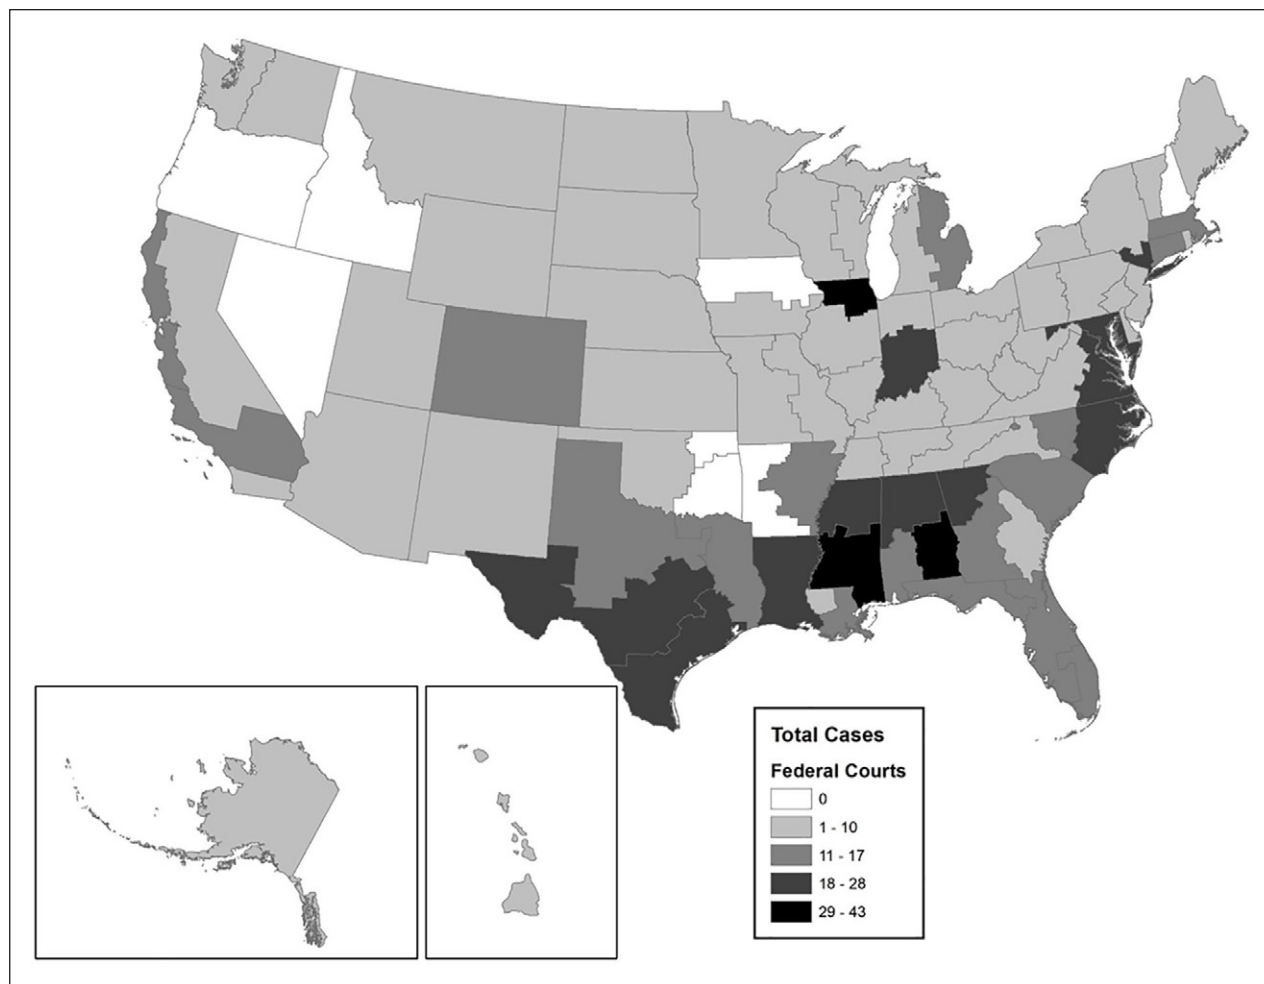 Total Cases
Federal Courts
0
1 - 10
11 - 17
18 - 28
29 - 43